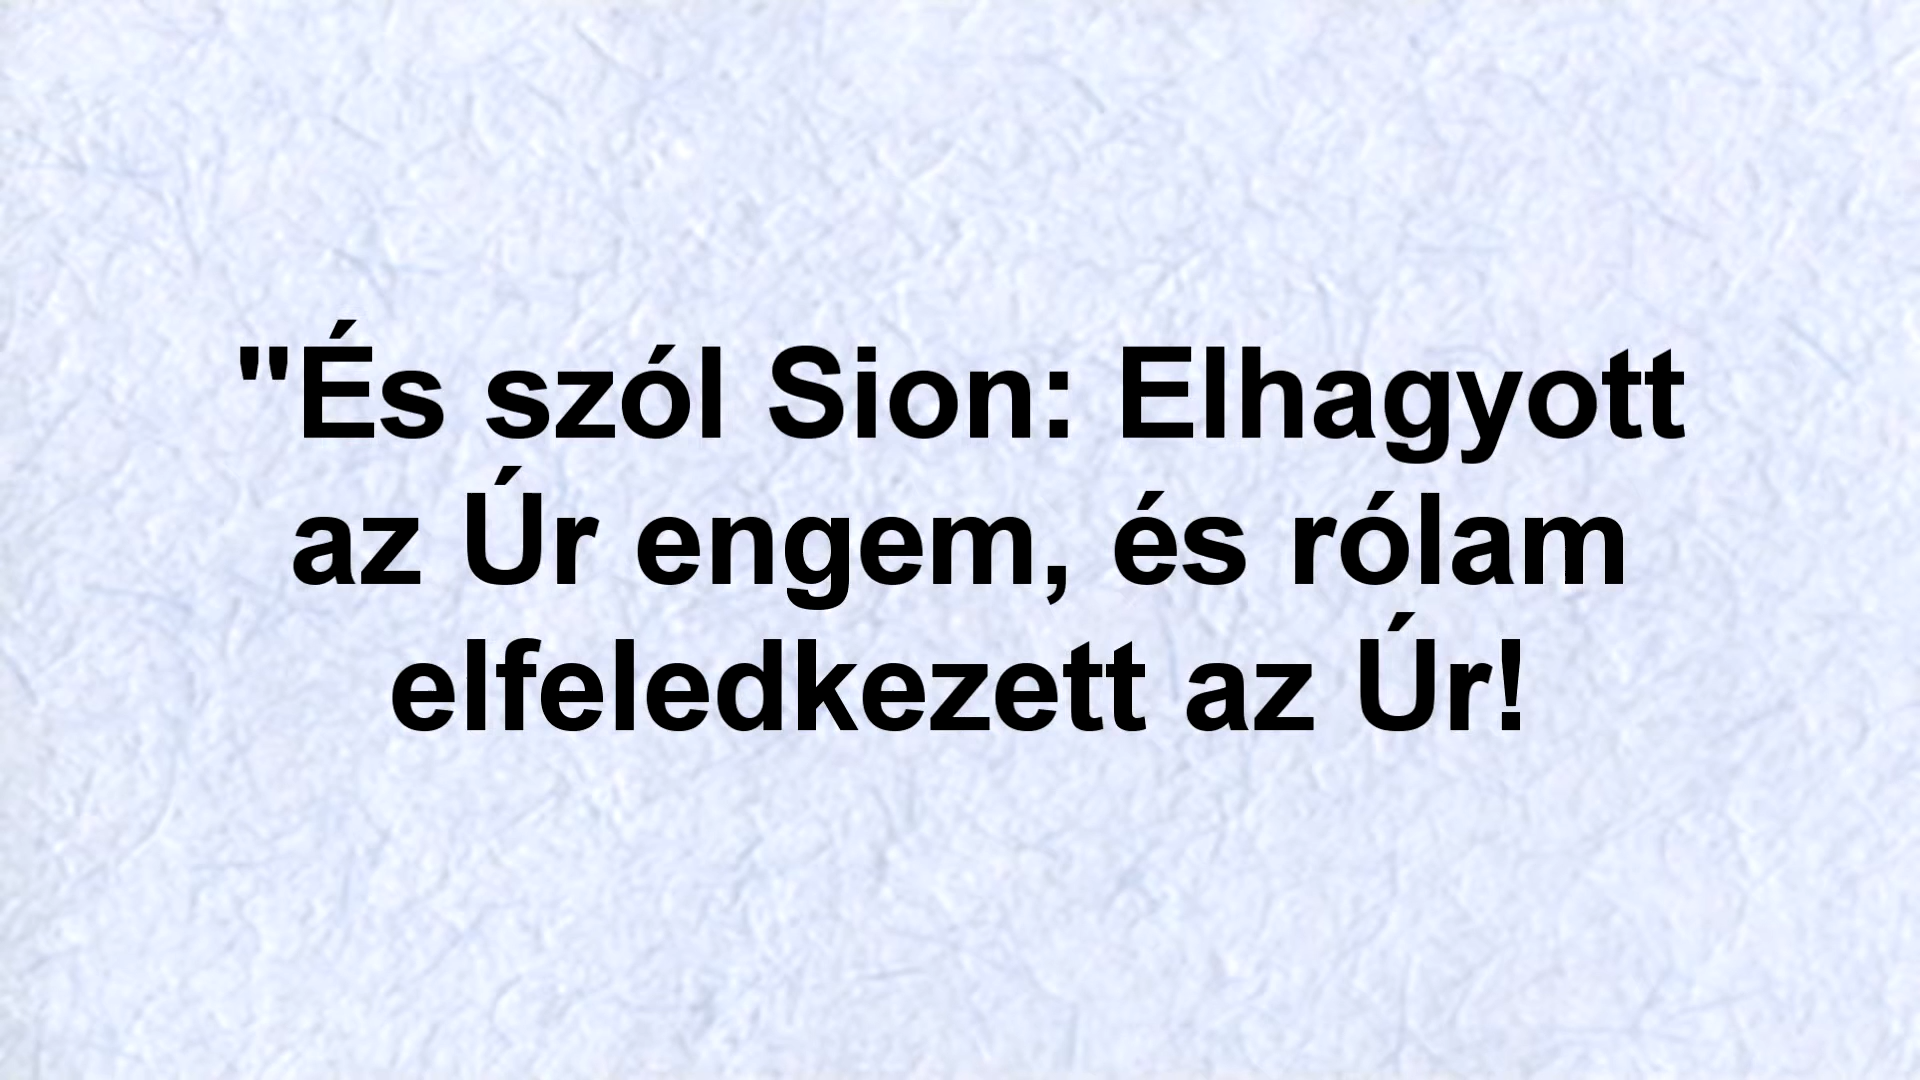 "És szól Sion: Elhagyott
az Úr engem, és rólam
elfeledkezett az Úr!